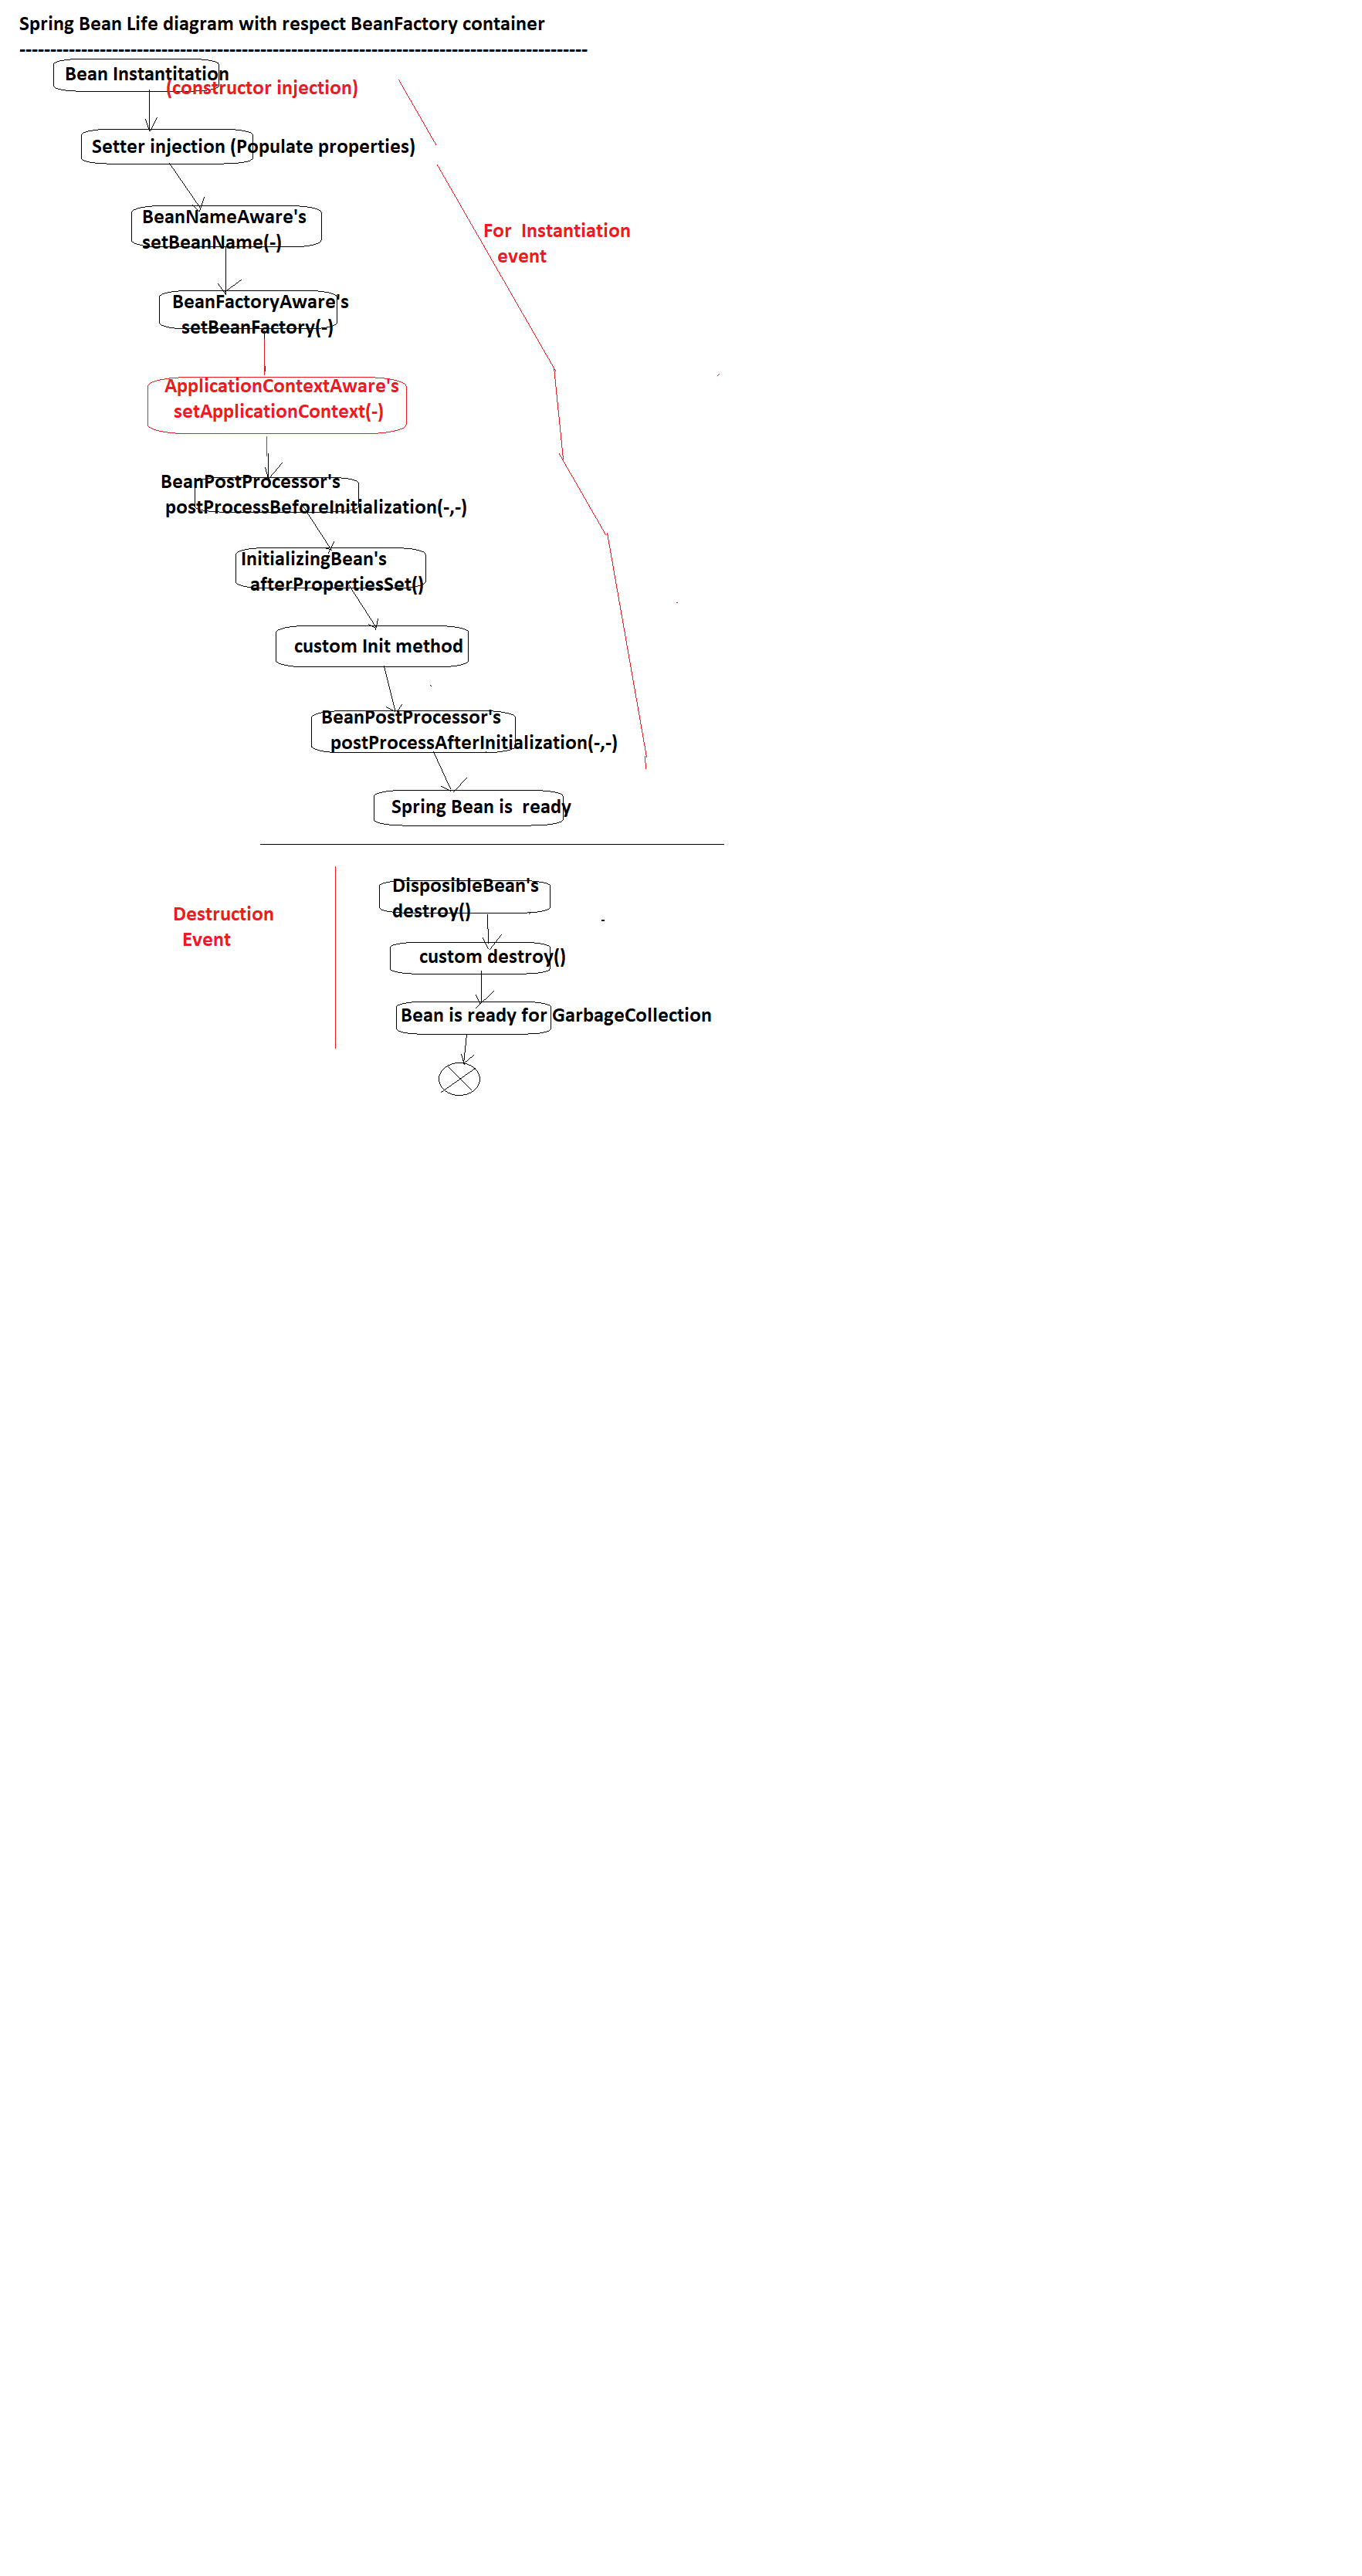 Spring Bean Life diagram with respect BeanFactory container
--------------------------------------------------------------------------------------------
Bean Instantitation
(constructor injection)
Setter injection (Populate properties)
BeanNameAware's
setBeanName(-)
For  Instantiation
event
BeanFactoryAware's
setBeanFactory(-)
ApplicationContextAware's
setApplicationContext(-)
BeanPostProcessor's
postProcessBeforeInitialization(-,-)
InitializingBean's
afterPropertiesSet()
custom Init method
BeanPostProcessor's
postProcessAfterInitialization(-,-)
Spring Bean is  ready
DisposibleBean's
destroy()
Destruction
Event
custom destroy()
Bean is ready for GarbageCollection